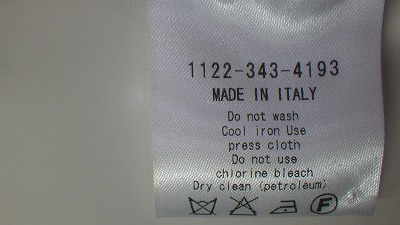 1122-343-4193
MADE IN ITALY
Do not wash
Cool iron Use
press cloth
Do not use
chlorine bleach
Dry clean (petroleum)
F